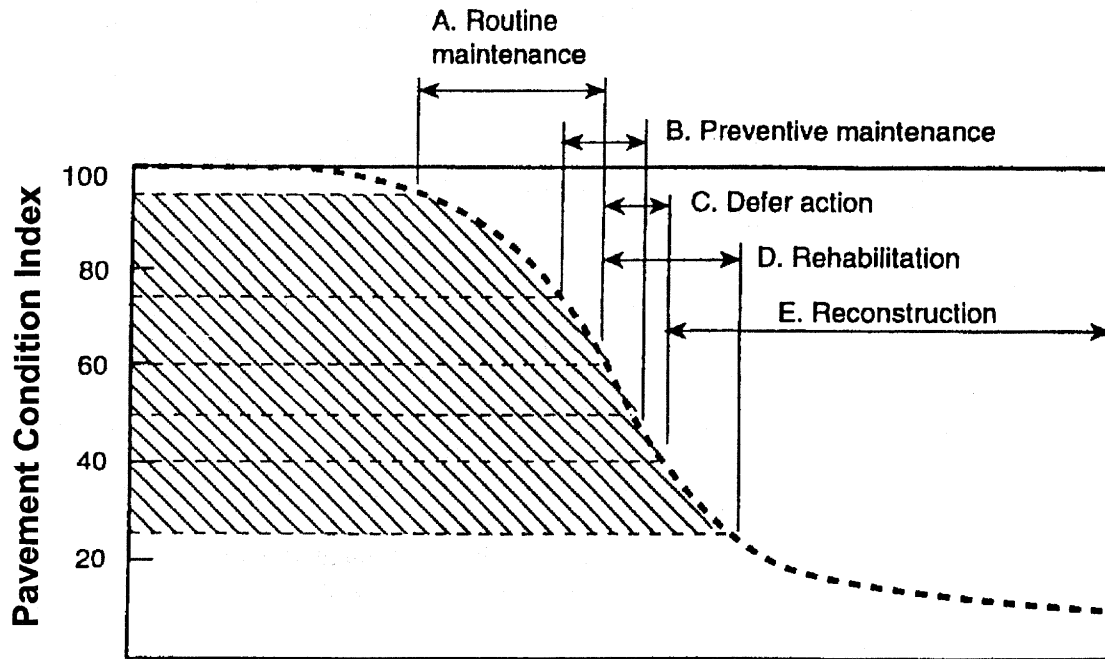 A. Routine
maintenance
B. Preventive maintenance
100
C. Defer action
80
D. Rehabilitation
E. Reconstruction
60
40
20
Pavement Condition Index